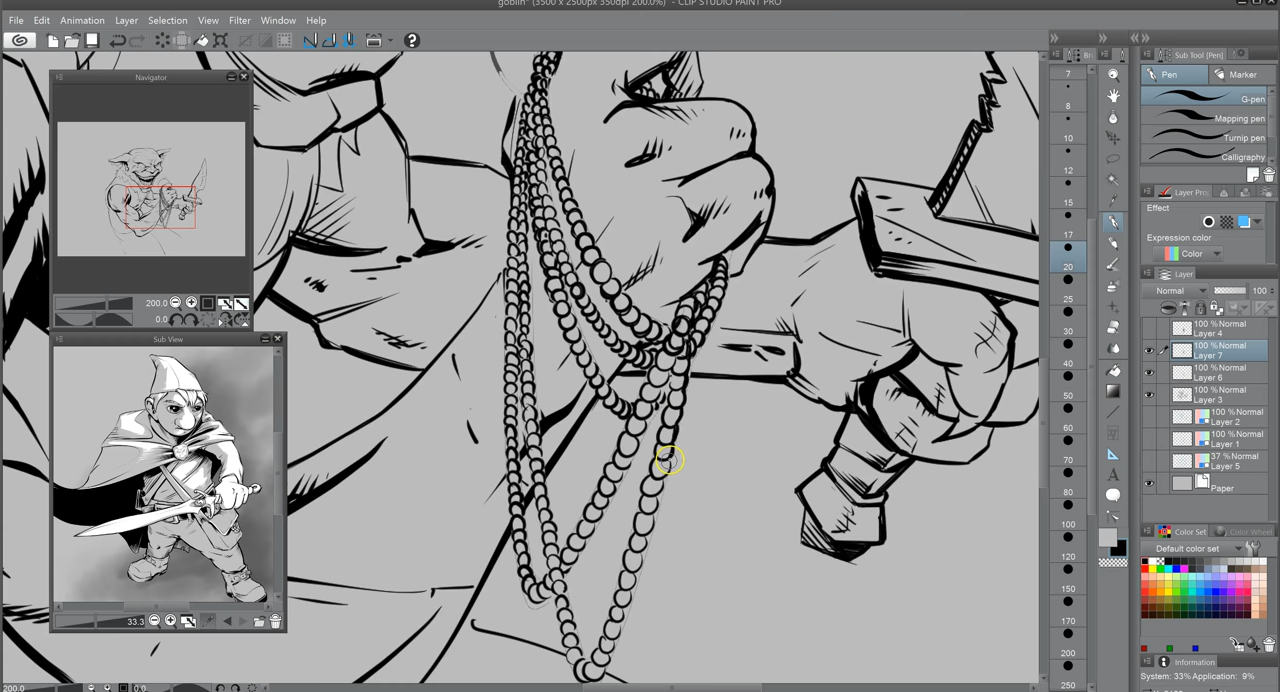 goblin* (3500 x 2500px 350dpi 200.0%) - CLIP STUDIO PAINT PRO
File Edit Animation Layer Selection View Filter Window Help
Navigator
200.0
0.0
Sub View
33.3
200.0 0.0
Br
7
8
10
12
15
17
20
25
30
40
50
60
70
80
100
120
150
170
200
250
Sub Tool [Pen]
Pen Marker
G-pen
Mapping pen
Turnip pen
Calligraphy
Layer Pro
Effect
Expression color
Color
Layer
Normal 100
100 %Normal
Layer 4
100 %Normal
Layer 7
100 %Normal
Layer 6
100 %Normal
Layer 3
100 %Normal
Layer 2
100 %Normal
Layer 1
37 %Normal
Layer 5
Paper
Color Set Color Wheel
Default color set
Information
System: 33% Application: 9%